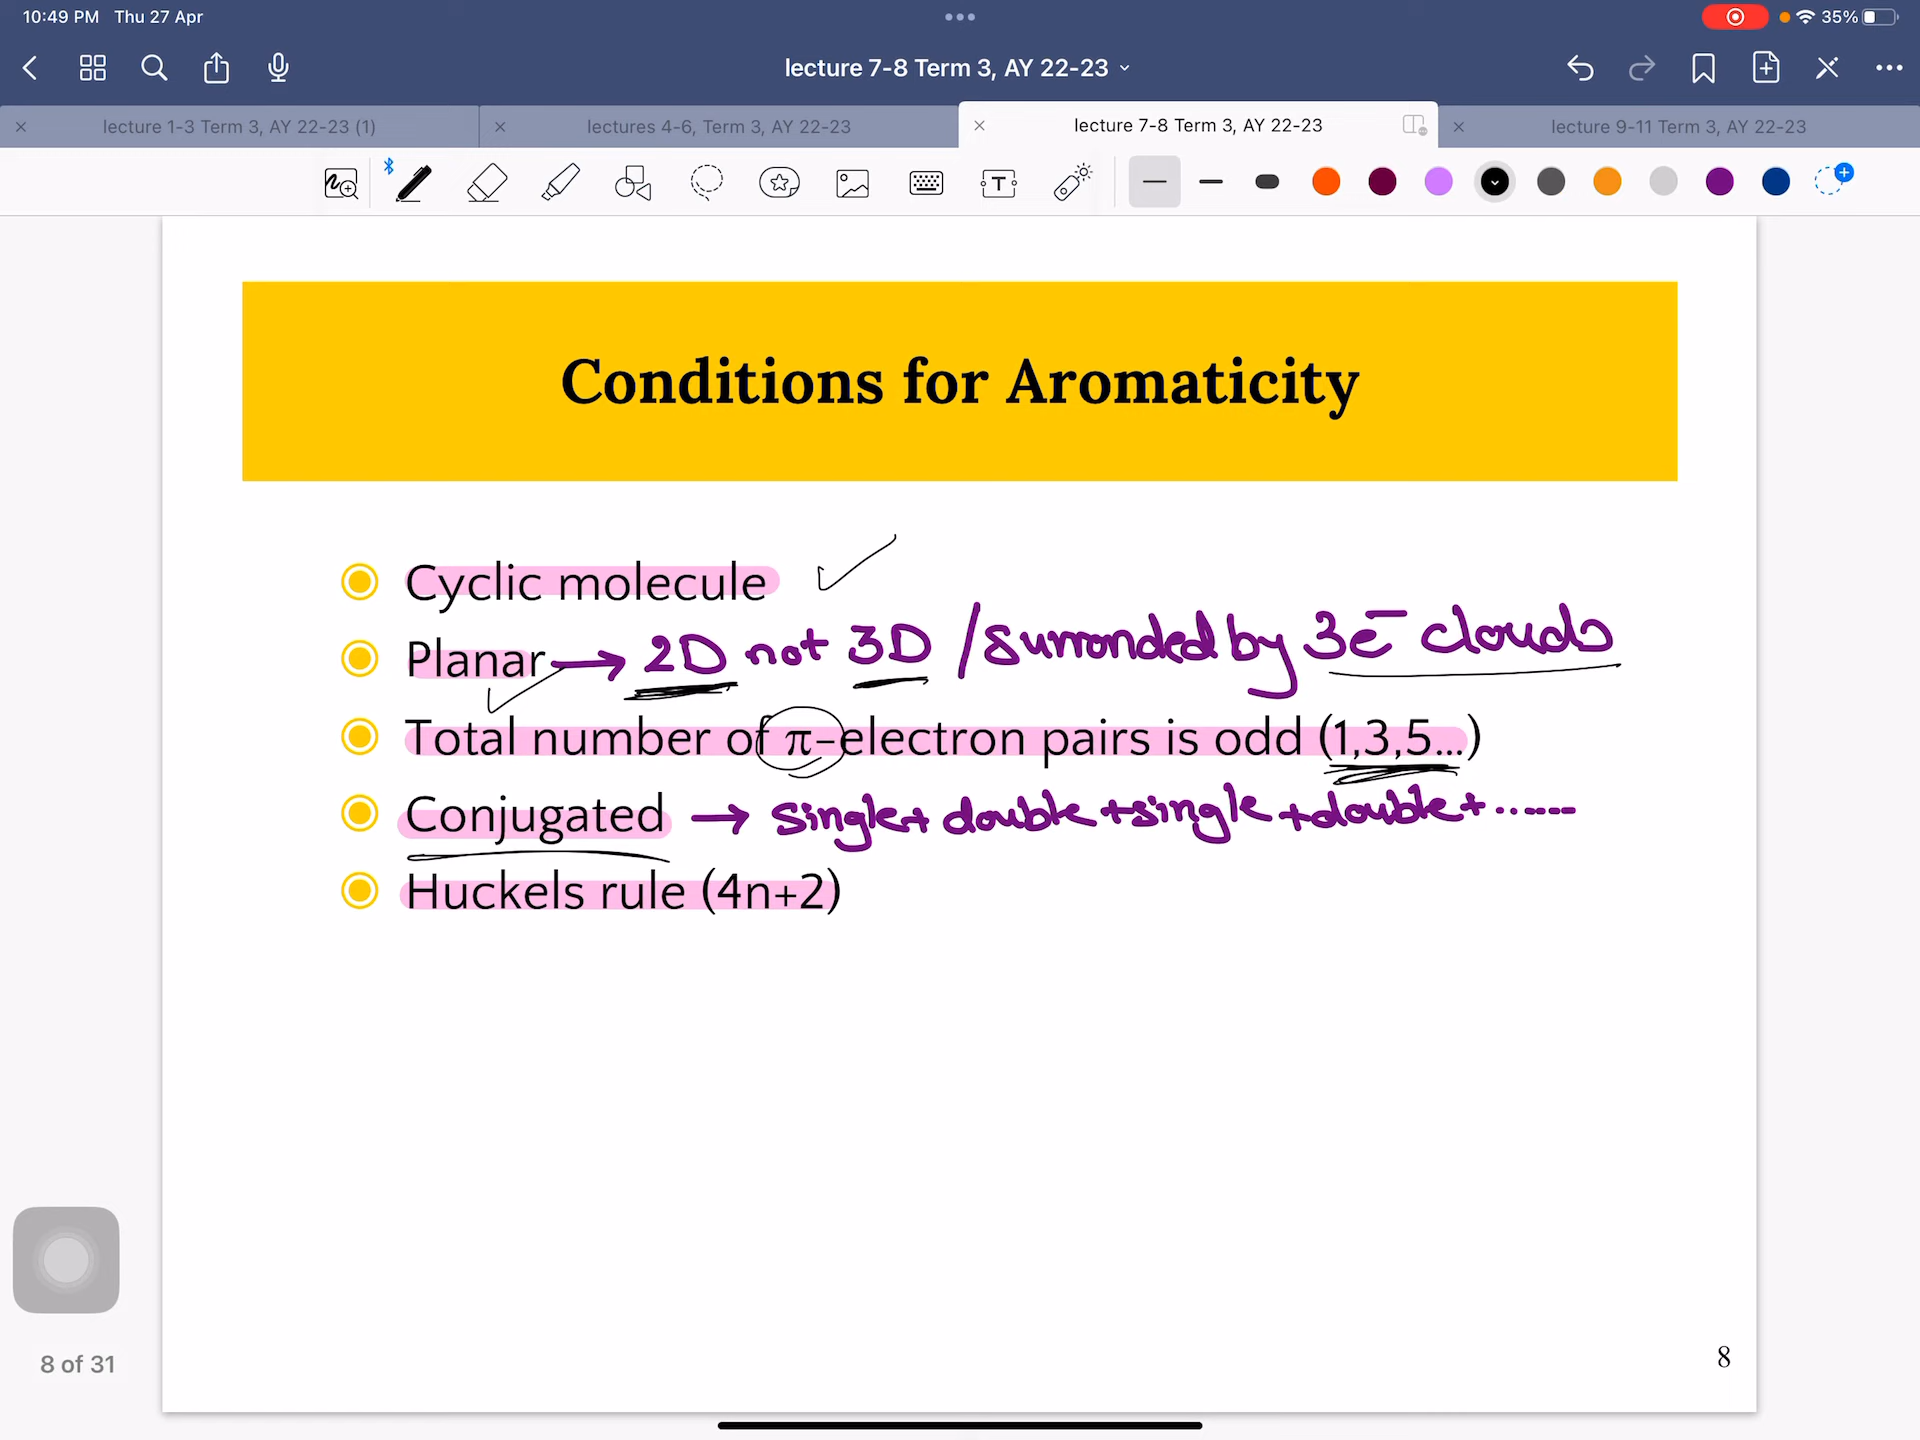 10:49 PM Thu 27 Apr 35%
lecture 7-8 Term 3, AY 22-23
lecture 1-3 Term 3, AY 22-23 (1)
lectures 4-6, Term 3, AY 22-23
lecture 7-8 Term 3, AY 22-23
lecture 9-11 Term 3, AY 22-23
Conditions for Aromaticity
Cyclic molecule
Planar → 2D not 3D / surronded by 3e⁻ clouds
Total number of π-electron pairs is odd (1,3,5...)
Conjugated → single + double + single + double + ......
Huckels rule (4n+2)
8 of 31
8